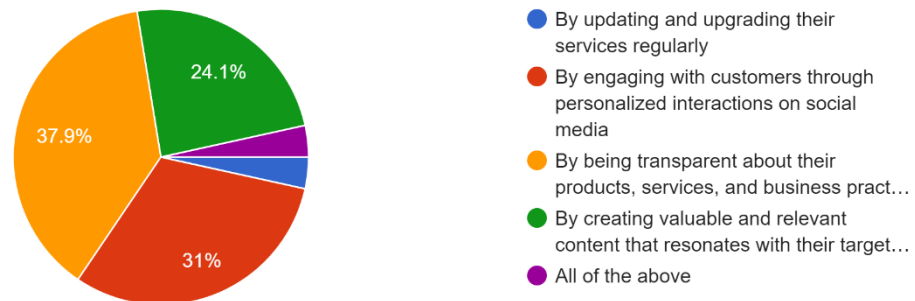 24.1%
37.9%
31%
By updating and upgrading their
services regularly
By engaging with customers through
personalized interactions on social
media
By being transparent about their
products, services, and business pract…
By creating valuable and relevant
content that resonates with their target…
All of the above